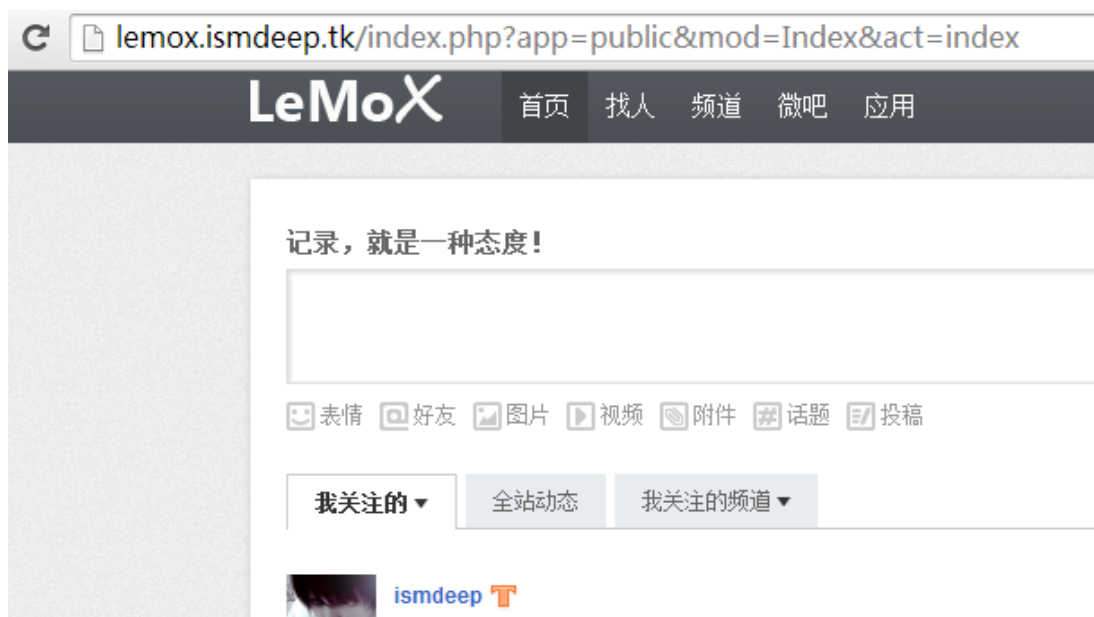 lemox.ismdeep.tk/index.php?app=public&mod=Index&act=index
LeMoX 首页 找人 频道 微吧 应用
记录，就是一种态度！
表情 好友 图片 视频 附件 话题 投稿
我关注的 全站动态 我关注的频道
ismdeep